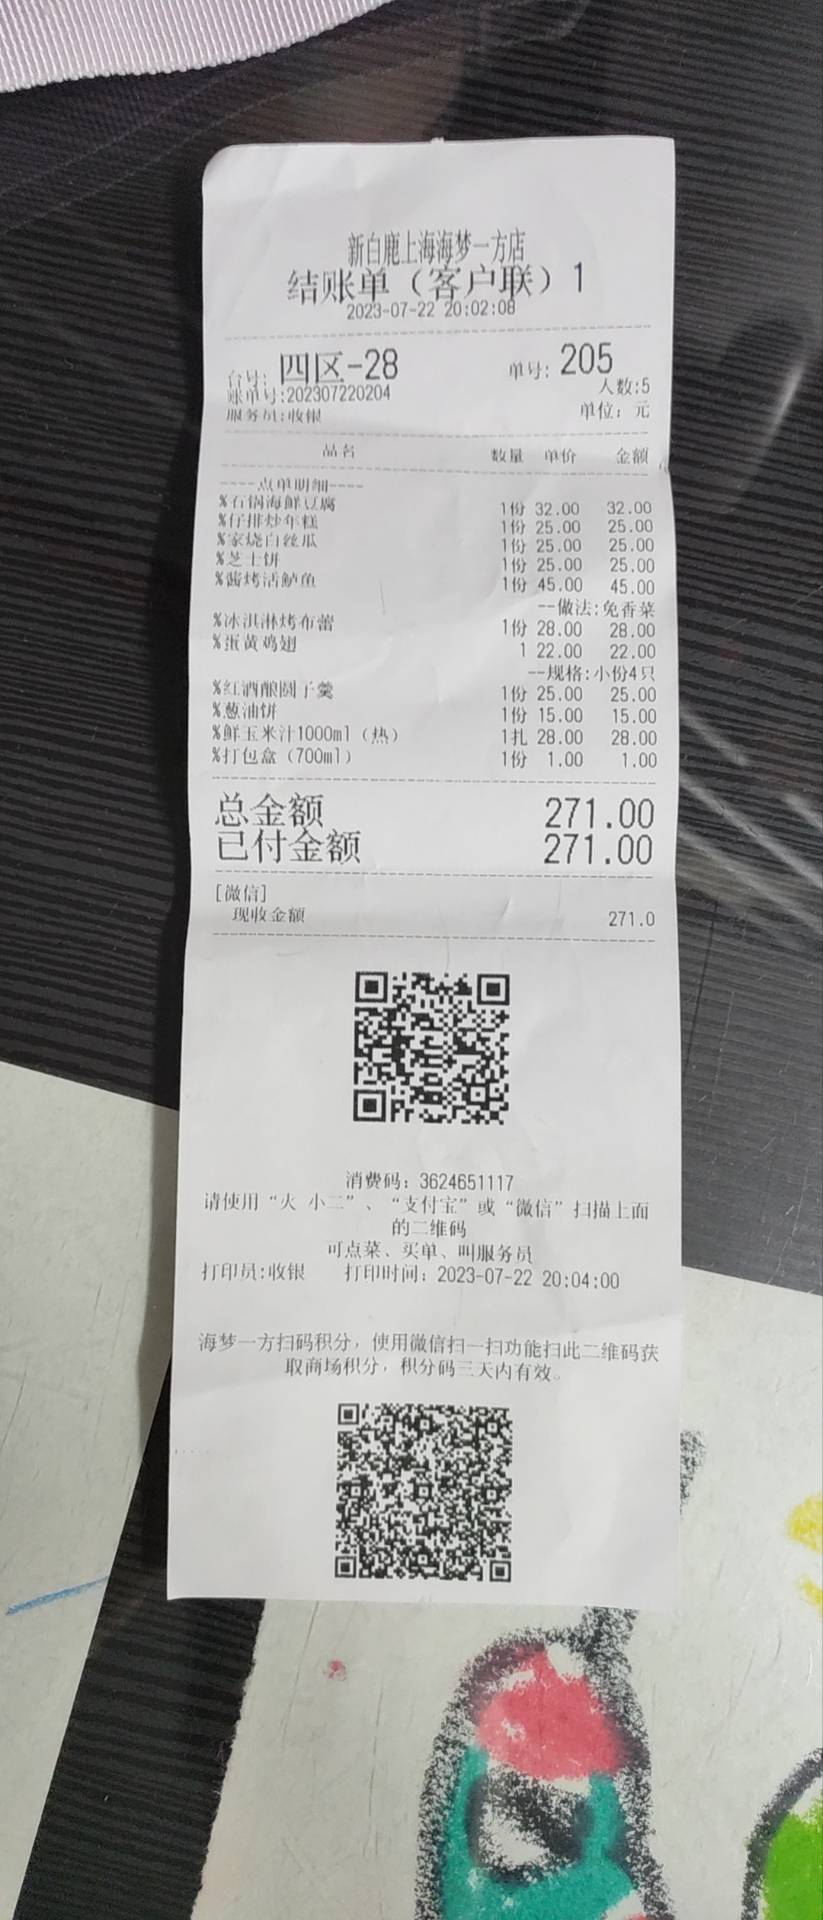 新白鹿上海海梦一方店
结账单（客户联）1
2023-07-22 20:02:08
台号: 四区-28 单号: 205
账单号:202307220204 人数:5
服务员:收银 单位: 元
品名 数量 单价 金额
----点单明细----
%石锅海鲜豆腐 1份 32.00 32.00
%仔排炒年糕 1份 25.00 25.00
%家烧白丝瓜 1份 25.00 25.00
%芝士饼 1份 25.00 25.00
%酱烤活鲈鱼 1份 45.00 45.00
--做法:免香菜
%冰淇淋烤布蕾 1份 28.00 28.00
%蛋黄鸡翅 1 22.00 22.00
--规格:小份4只
%红酒酿圆子羹 1份 25.00 25.00
%葱油饼 1份 15.00 15.00
%鲜玉米汁1000ml（热） 1扎 28.00 28.00
%打包盒（700ml） 1份 1.00 1.00
总金额 271.00
已付金额 271.00
[微信]
现收金额 271.0
消费码: 3624651117
请使用“火 小二”、“支付宝”或“微信”扫描上面
的二维码
可点菜、买单、叫服务员
打印员:收银 打印时间: 2023-07-22 20:04:00
海梦一方扫码积分，使用微信扫一扫功能扫此二维码获
取商场积分，积分码三天内有效。